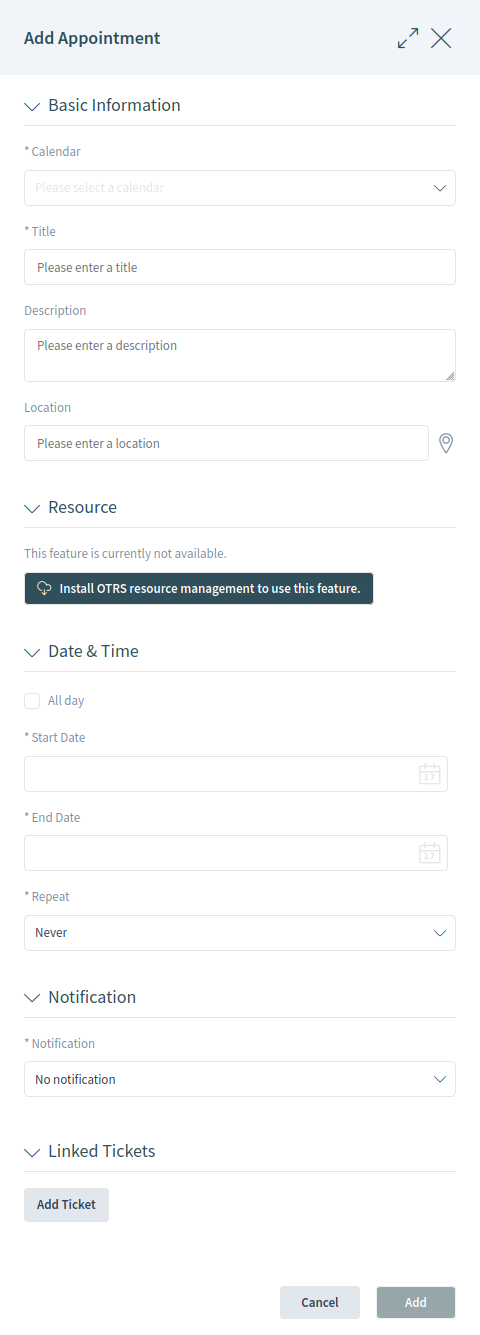 Add Appointment
Basic Information
* Calendar
Please select a calendar
* Title
Please enter a title
Description
Please enter a description
Location
Please enter a location
Resource
This feature is currently not available.
Install OTRS resource management to use this feature.
Date & Time
All day
* Start Date
17
* End Date
17
* Repeat
Never
Notification
* Notification
No notification
Linked Tickets
Add Ticket
Cancel
Add